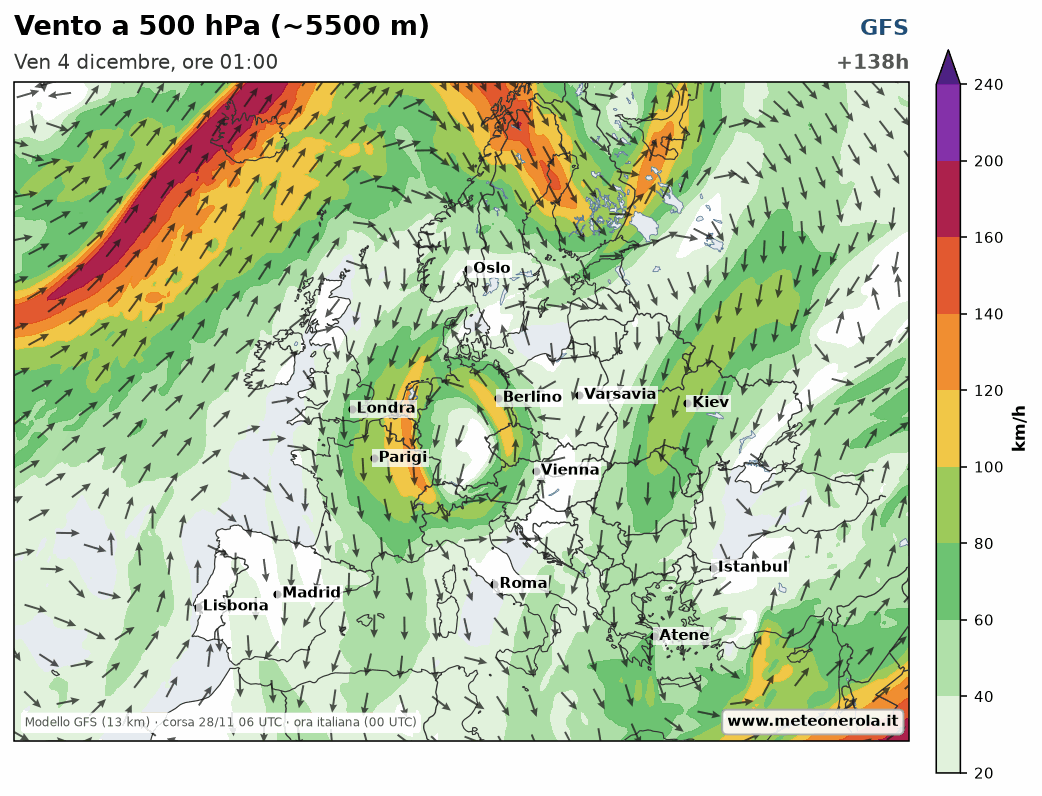 Vento a 500 hPa (~5500 m)
GFS
Ven 4 dicembre, ore 01:00
+138h
240
200
160
140
120
100
80
60
40
20
km/h
Oslo
Londra
Berlino
Varsavia
Kiev
Parigi
Vienna
Istanbul
Roma
Madrid
Lisbona
Atene
Modello GFS (13 km) · corsa 28/11 06 UTC · ora italiana (00 UTC)
www.meteonerola.it